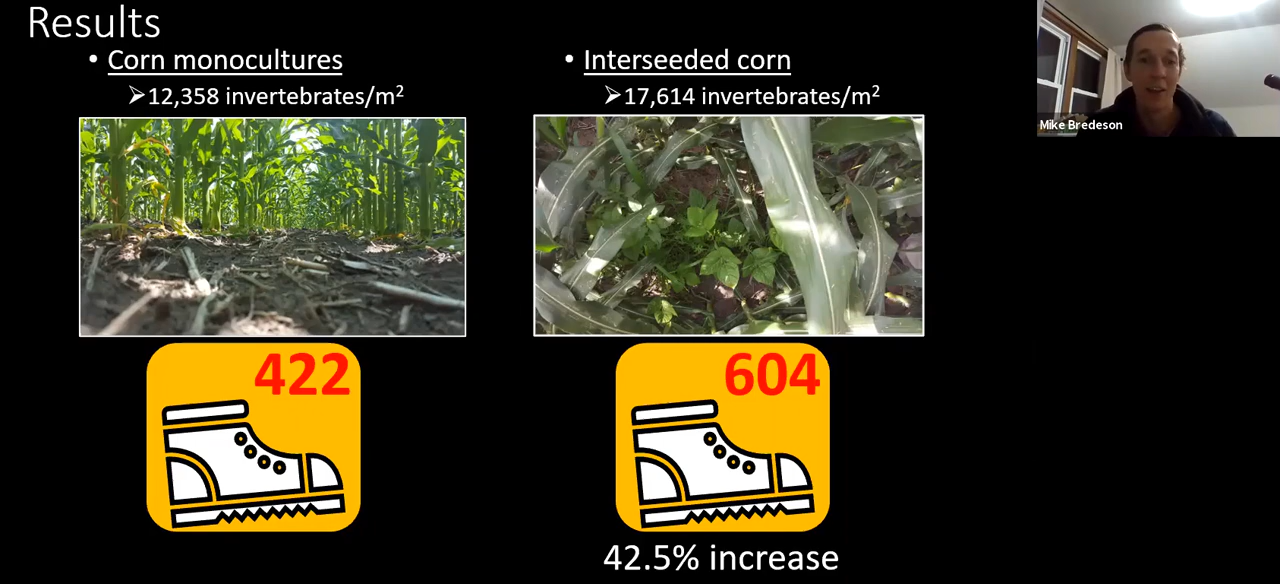 Results
• Corn monocultures
➢12,358 invertebrates/m²
422
• Interseeded corn
➢17,614 invertebrates/m²
604
42.5% increase
Mike Bredeson